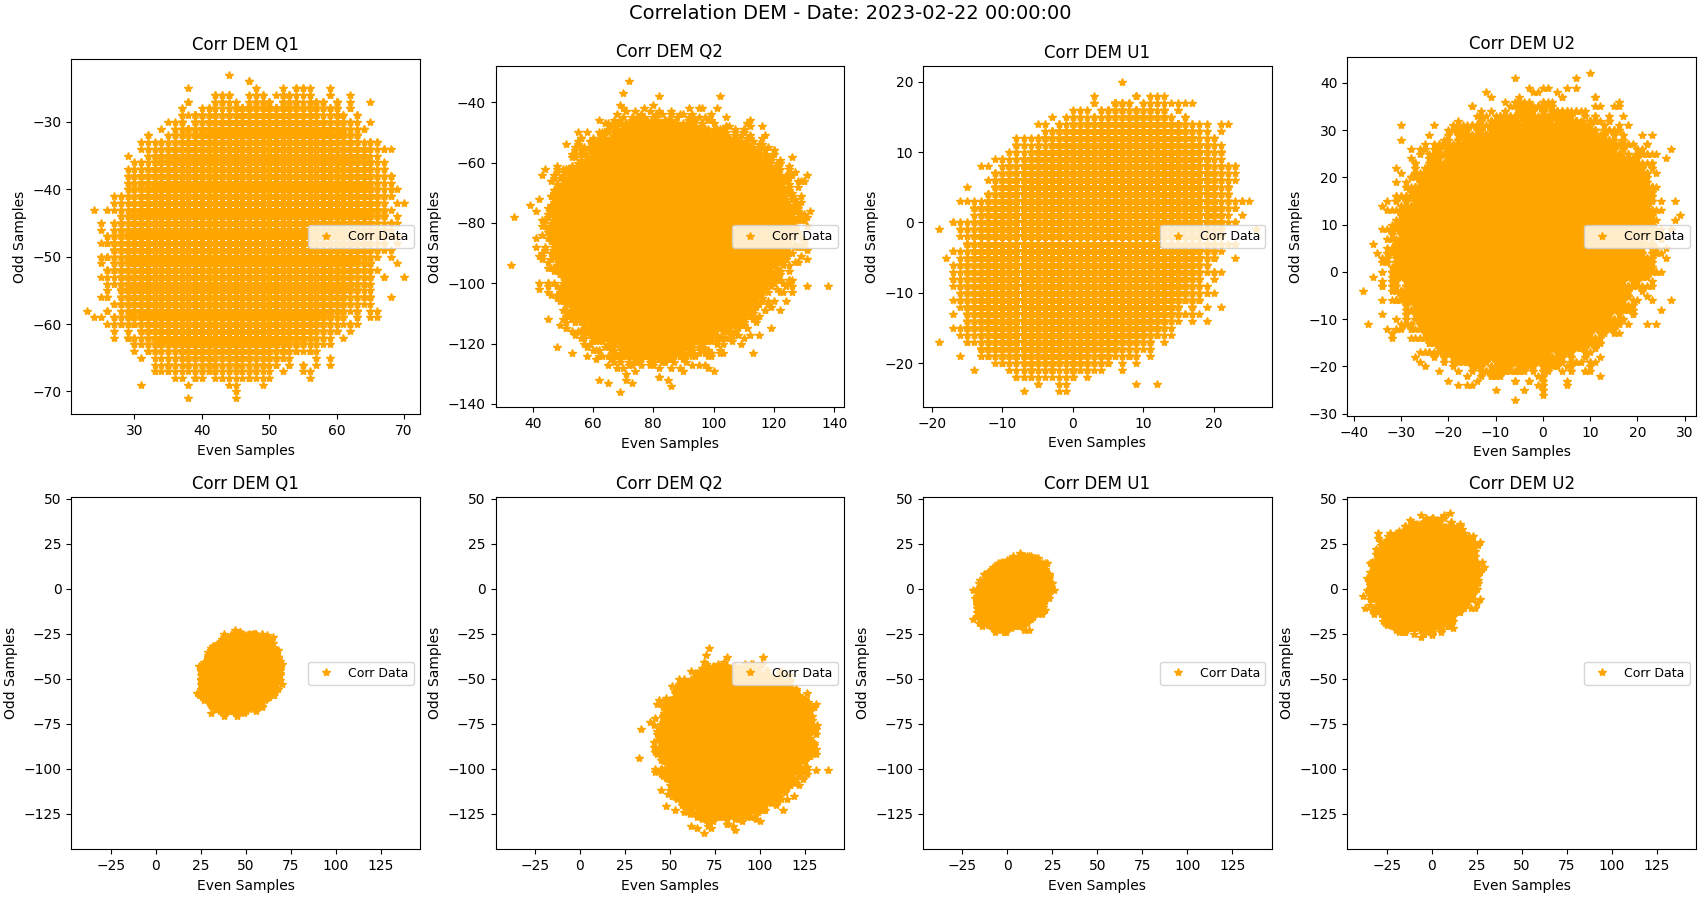 Correlation DEM - Date: 2023-02-22 00:00:00
Corr DEM Q1
Odd Samples
−30
−40
−50
−60
−70
30 40 50 60 70
Even Samples
Corr Data
Corr DEM Q2
Odd Samples
−40
−60
−80
−100
−120
−140
40 60 80 100 120 140
Even Samples
Corr Data
Corr DEM U1
Odd Samples
20
10
0
−10
−20
−20 −10 0 10 20
Even Samples
Corr Data
Corr DEM U2
Odd Samples
40
30
20
10
0
−10
−20
−30
−40 −30 −20 −10 0 10 20 30
Even Samples
Corr Data
Corr DEM Q1
Odd Samples
50
25
0
−25
−50
−75
−100
−125
−25 0 25 50 75 100 125
Even Samples
Corr Data
Corr DEM Q2
Odd Samples
50
25
0
−25
−50
−75
−100
−125
−25 0 25 50 75 100 125
Even Samples
Corr Data
Corr DEM U1
Odd Samples
50
25
0
−25
−50
−75
−100
−125
−25 0 25 50 75 100 125
Even Samples
Corr Data
Corr DEM U2
Odd Samples
50
25
0
−25
−50
−75
−100
−125
−25 0 25 50 75 100 125
Even Samples
Corr Data